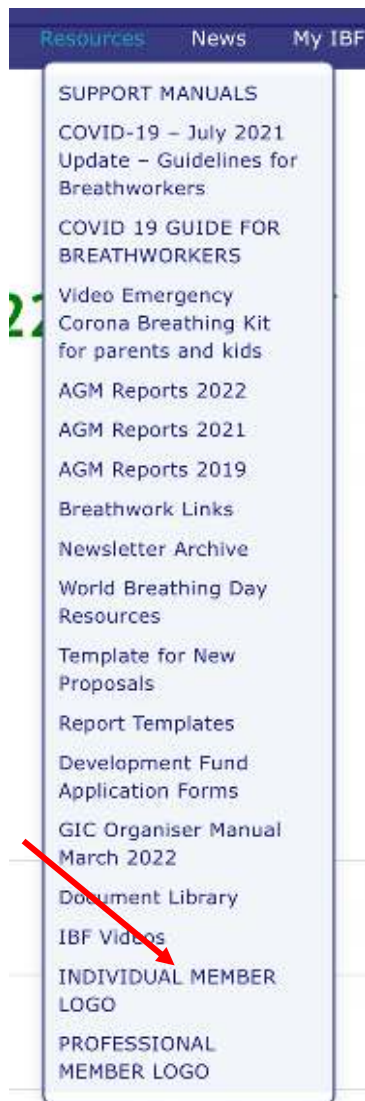 Resources News My IBF
SUPPORT MANUALS
COVID-19 – July 2021
Update – Guidelines for
Breathworkers
COVID 19 GUIDE FOR
BREATHWORKERS
Video Emergency
Corona Breathing Kit
for parents and kids
AGM Reports 2022
AGM Reports 2021
AGM Reports 2019
Breathwork Links
Newsletter Archive
World Breathing Day
Resources
Template for New
Proposals
Report Templates
Development Fund
Application Forms
GIC Organiser Manual
March 2022
Document Library
IBF Videos
INDIVIDUAL MEMBER
LOGO
PROFESSIONAL
MEMBER LOGO